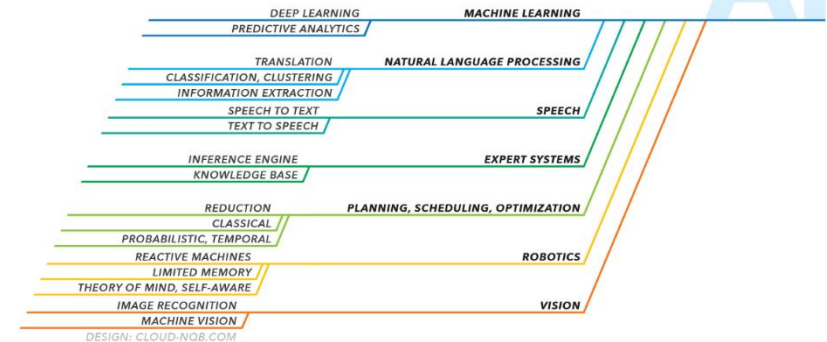 DEEP LEARNING MACHINE LEARNING
PREDICTIVE ANALYTICS
TRANSLATION NATURAL LANGUAGE PROCESSING
CLASSIFICATION, CLUSTERING
INFORMATION EXTRACTION
SPEECH TO TEXT SPEECH
TEXT TO SPEECH
INFERENCE ENGINE EXPERT SYSTEMS
KNOWLEDGE BASE
REDUCTION PLANNING, SCHEDULING, OPTIMIZATION
CLASSICAL
PROBABILISTIC, TEMPORAL
REACTIVE MACHINES ROBOTICS
LIMITED MEMORY
THEORY OF MIND, SELF-AWARE
IMAGE RECOGNITION VISION
MACHINE VISION
DESIGN: CLOUD-NQB.COM